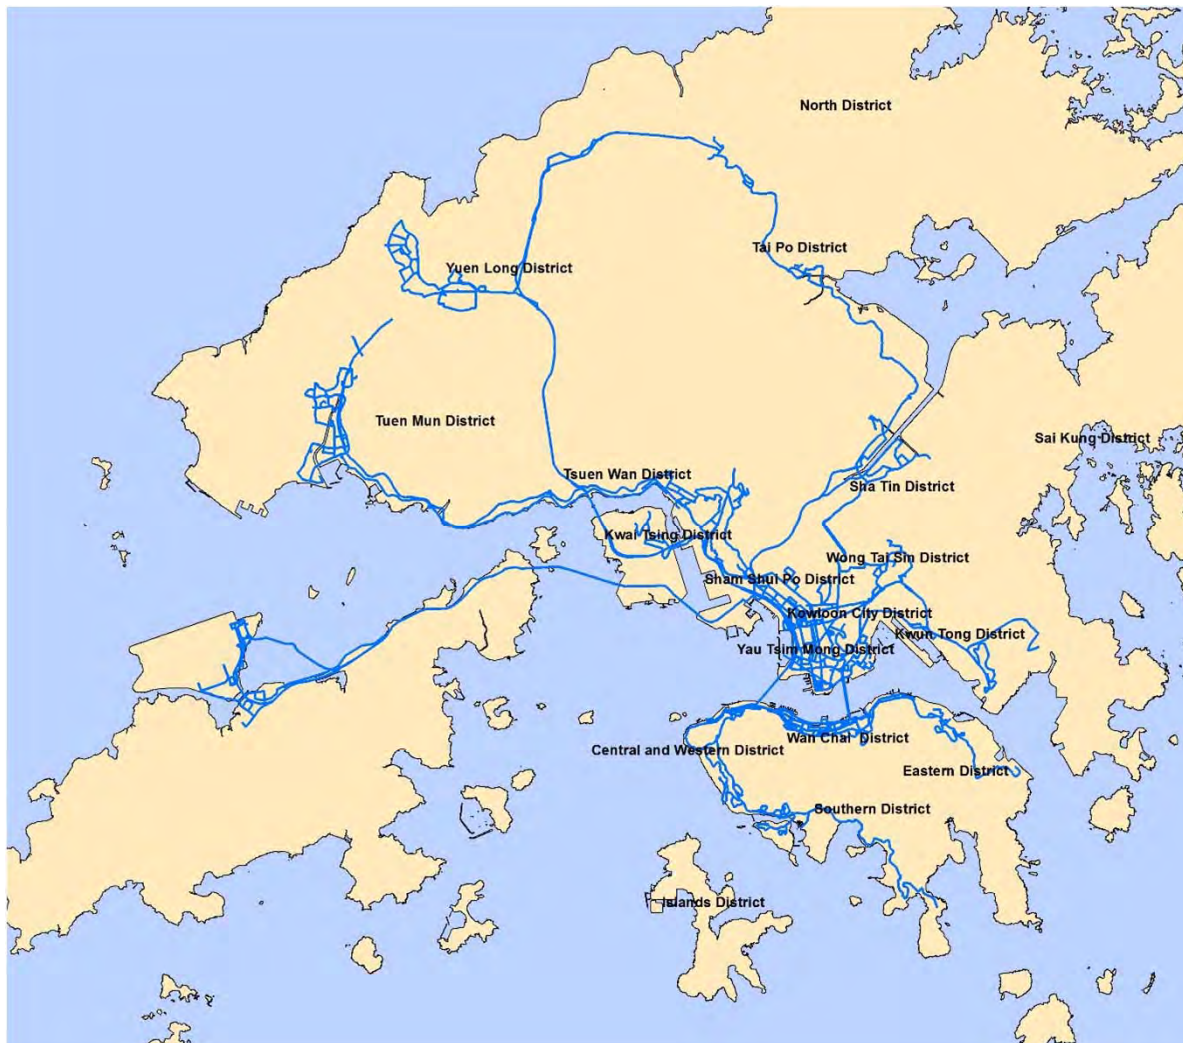 North District
Tai Po District
Yuen Long District
Tuen Mun District
Sai Kung District
Tsuen Wan District
Sha Tin District
Kwai Tsing District
Wong Tai Sin District
Sham Shui Po District
Kowloon City District
Kwun Tong District
Yau Tsim Mong District
Wan Chai District
Central and Western District
Eastern District
Southern District
Islands District